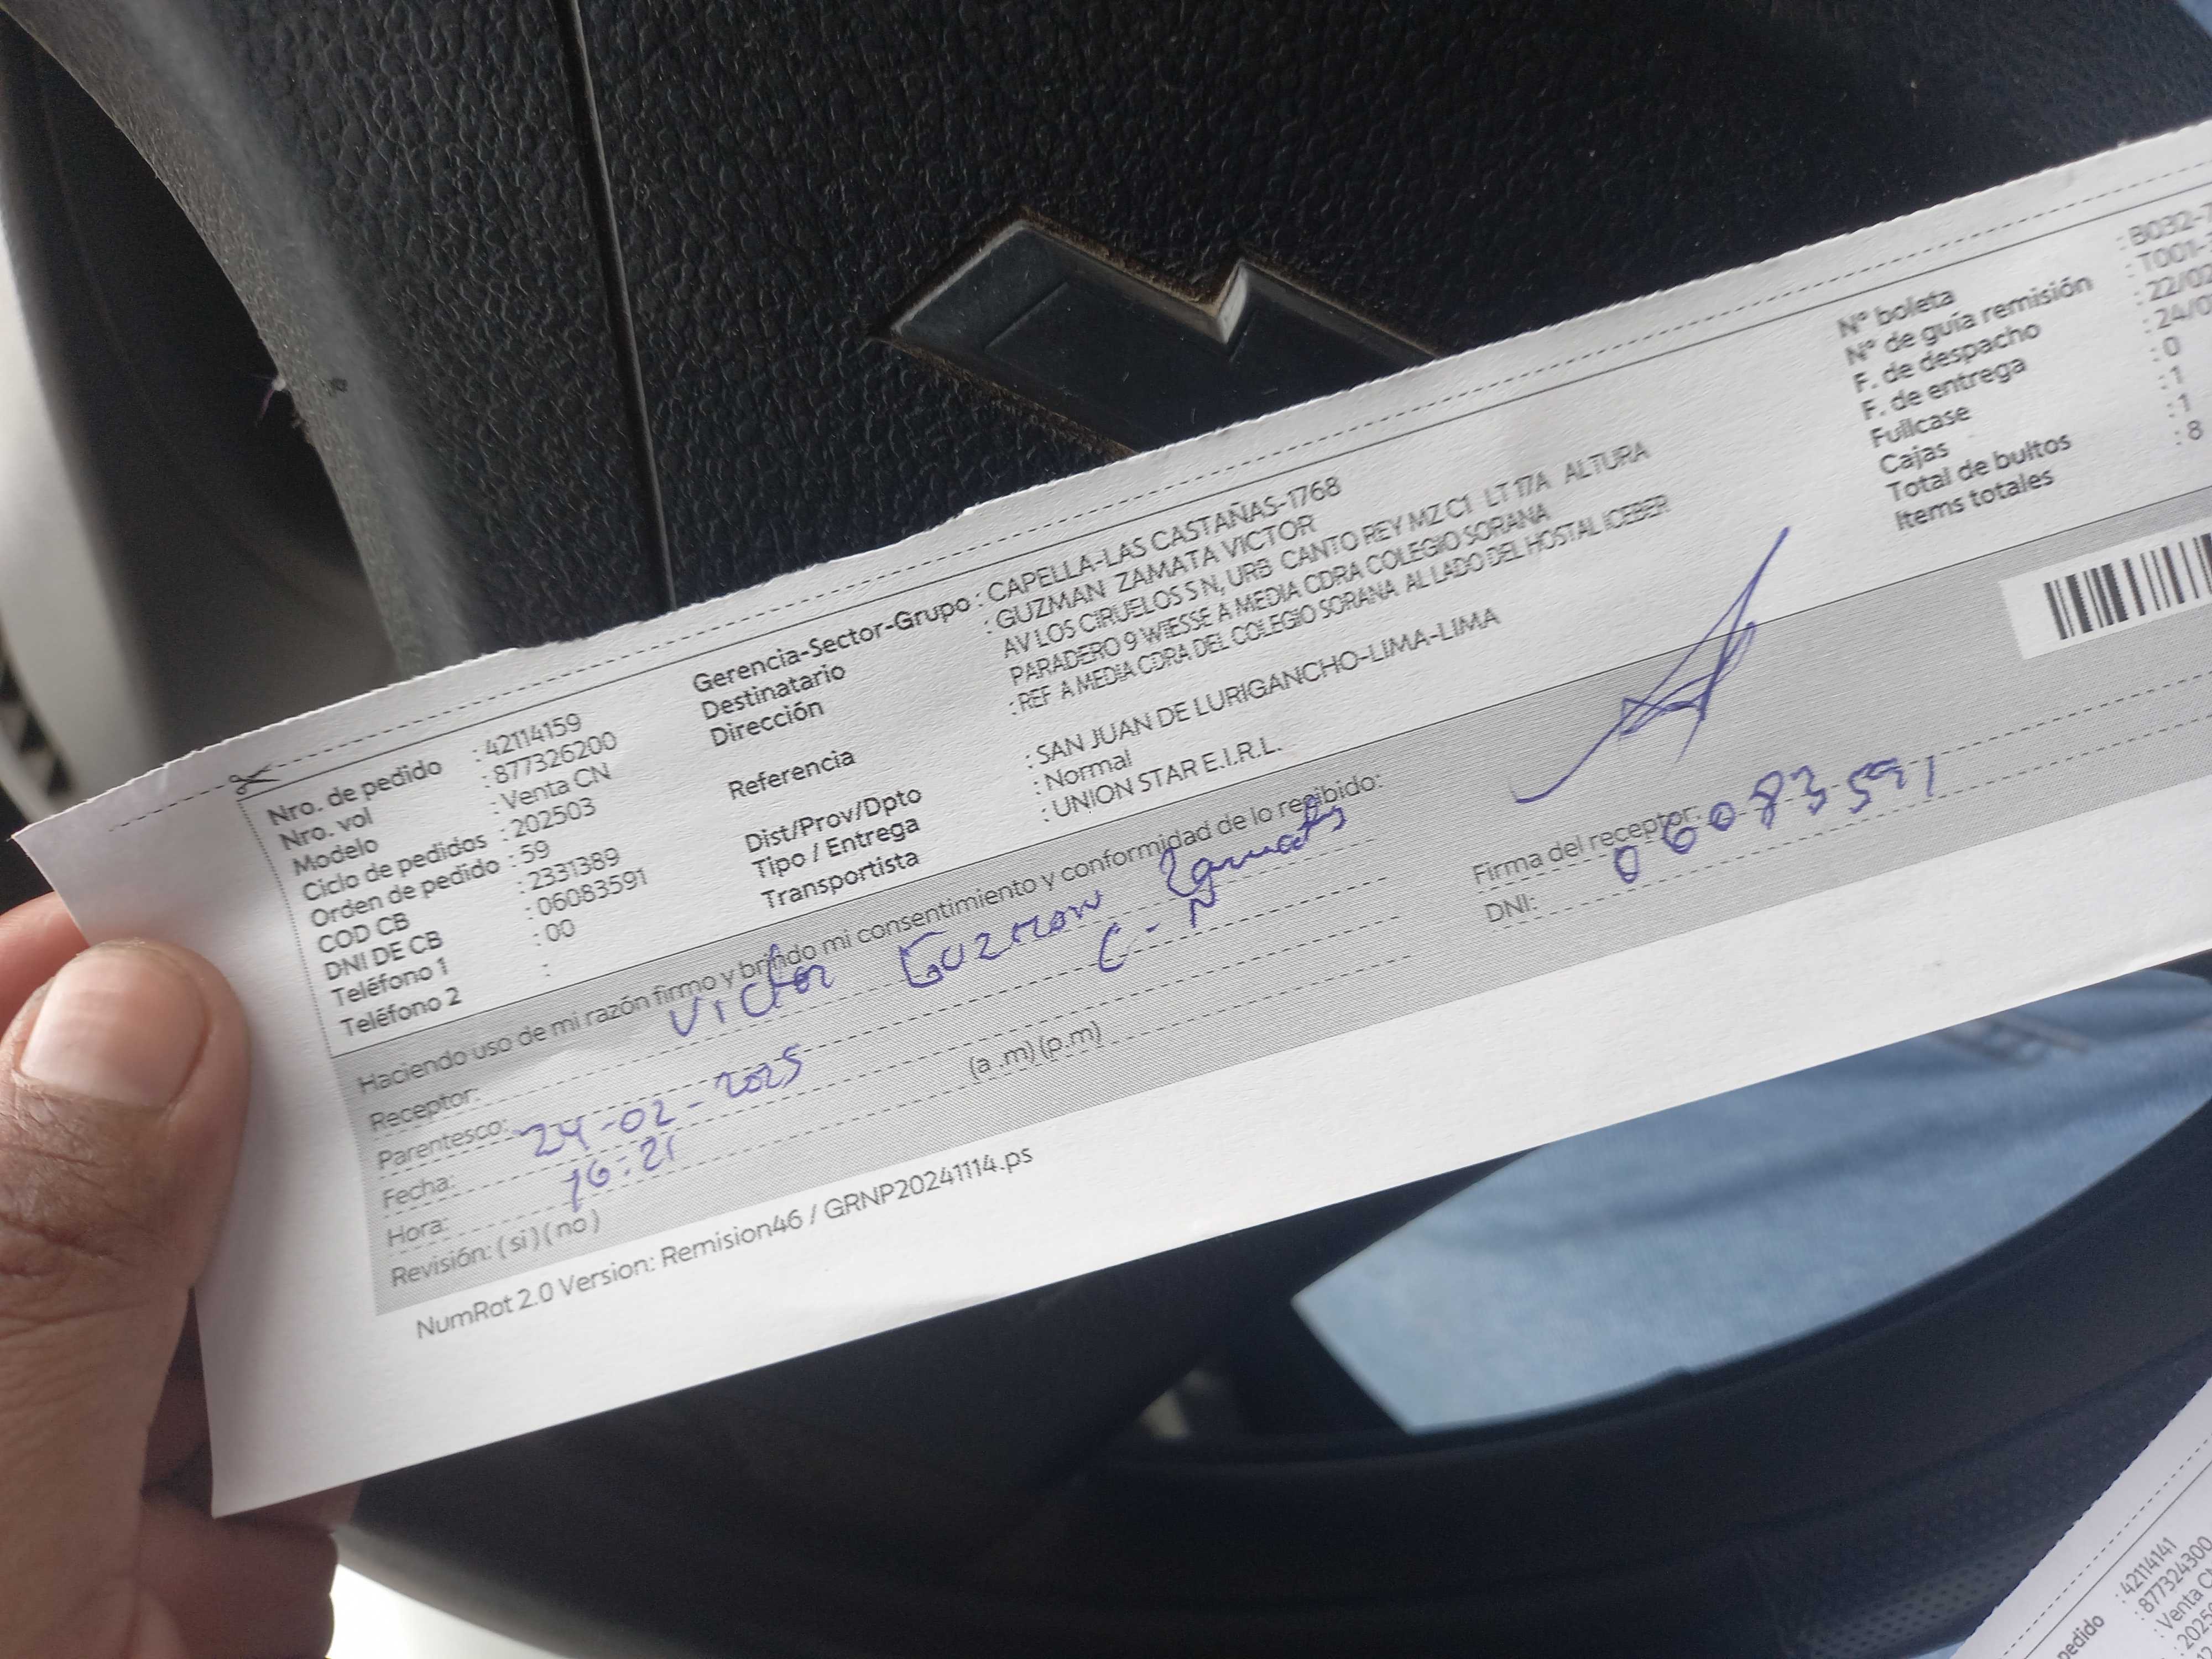 Nro. de pedido : 42114159
Nro. vol : 877326200
Modelo : Venta CN
Ciclo de pedidos : 202503
Orden de pedido : 59
COD CB : 2331389
DNI DE CB : 06083591
Teléfono 1 : 00
Teléfono 2 :
Gerencia-Sector-Grupo : CAPELLA-LAS CASTAÑAS-1768
Destinatario : GUZMAN ZAMATA VICTOR
Dirección AV LOS CIRUELOS S N, URB CANTO REY MZ C1 LT 17A ALTURA
PARADERO 9 WIESSE A MEDIA CDRA COLEGIO SORANA
Referencia : REF A MEDIA CDRA DEL COLEGIO SORANA AL LADO DEL HOSTAL ICEBER
Dist/Prov/Dpto : SAN JUAN DE LURIGANCHO-LIMA-LIMA
Tipo / Entrega : Normal
Transportista : UNION STAR E.I.R.L.
N° boleta : B032-
N° de guía remisión : T001-
F. de despacho : 22/02
F. de entrega : 24/0
Fullcase : 0
Cajas : 1
Total de bultos : 1
Items totales : 8
Haciendo uso de mi razón firmo y brindo mi consentimiento y conformidad de lo recibido:
Receptor: Victor Guzman Zamata
Parentesco: C-N
Fecha: 24-02-2025
Hora: 16:21 (a .m) (p.m)
Revisión: ( si ) ( no )
Firma del receptor:
DNI: 06083591
NumRot 2.0 Version: Remision46 / GRNP20241114.ps
pedido : 42114141
: 877324300
: Venta C
: 2025